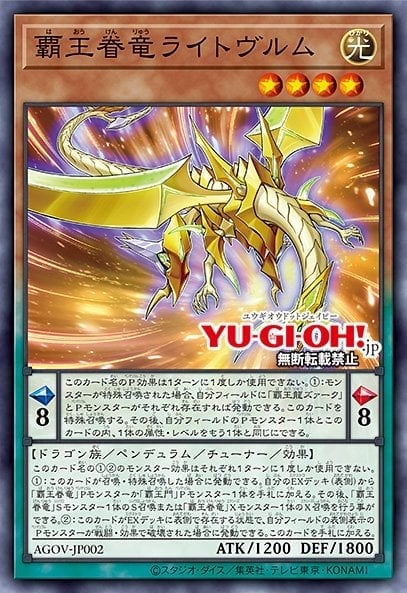 覇王眷竜ライトヴルム
光
ユウギオウドットジェイピー
YU-GI-OH!.jp
無断転載禁止
このカード名のP効果は1ターンに1度しか使用できない。①:モ
ンスターが特殊召喚された場合、自分フィールドに「覇王龍ズァーク」
とPモンスターがそれぞれ存在すれば発動できる。このカードを
特殊召喚する。その後、自分フィールドのPモンスター1体とこ
のカードの内、1体の属性・レベルをもう1体と同じにできる。
8
8
【ドラゴン族/ペンデュラム/チューナー/効果】
このカード名の①②のモンスター効果はそれぞれ1ターンに1度しか使用できない。
①:このカードが召喚・特殊召喚した場合に発動できる。自分のEXデッキ(表側)から
「覇王眷竜」Pモンスターか「覇王門」Pモンスター1体を手札に加える。その後、「覇王
眷竜」Sモンスター1体のS召喚または「覇王眷竜」Xモンスター1体のX召喚を行う事が
できる。②:このカードがEXデッキに表側で存在する状態で、自分フィールドの表側表示
Pモンスターが戦闘・効果で破壊された場合に発動できる。このカードを手札に加える。
AGOV-JP002
ATK/1200 DEF/1800
©スタジオ・ダイス/集英社・テレビ東京・KONAMI